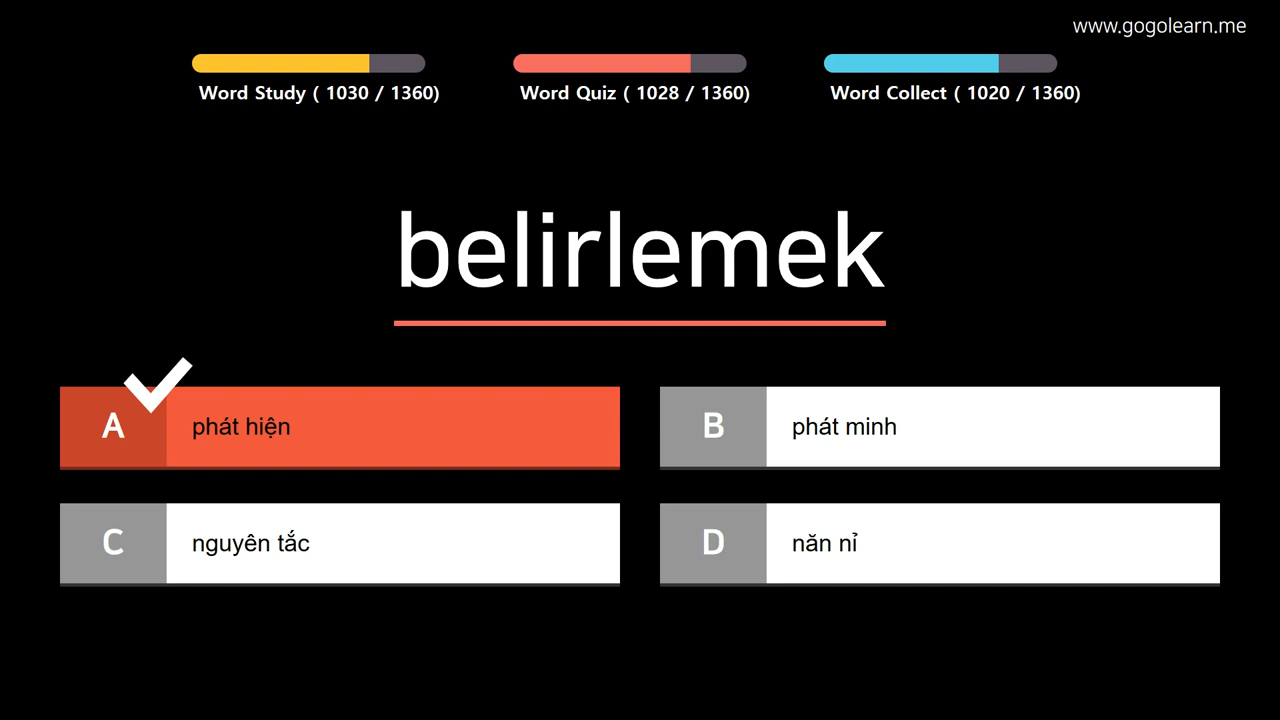 www.gogolearn.me
Word Study ( 1030 / 1360)
Word Quiz ( 1028 / 1360)
Word Collect ( 1020 / 1360)
belirlemek
A
phát hiện
B
phát minh
C
nguyên tắc
D
năn nỉ